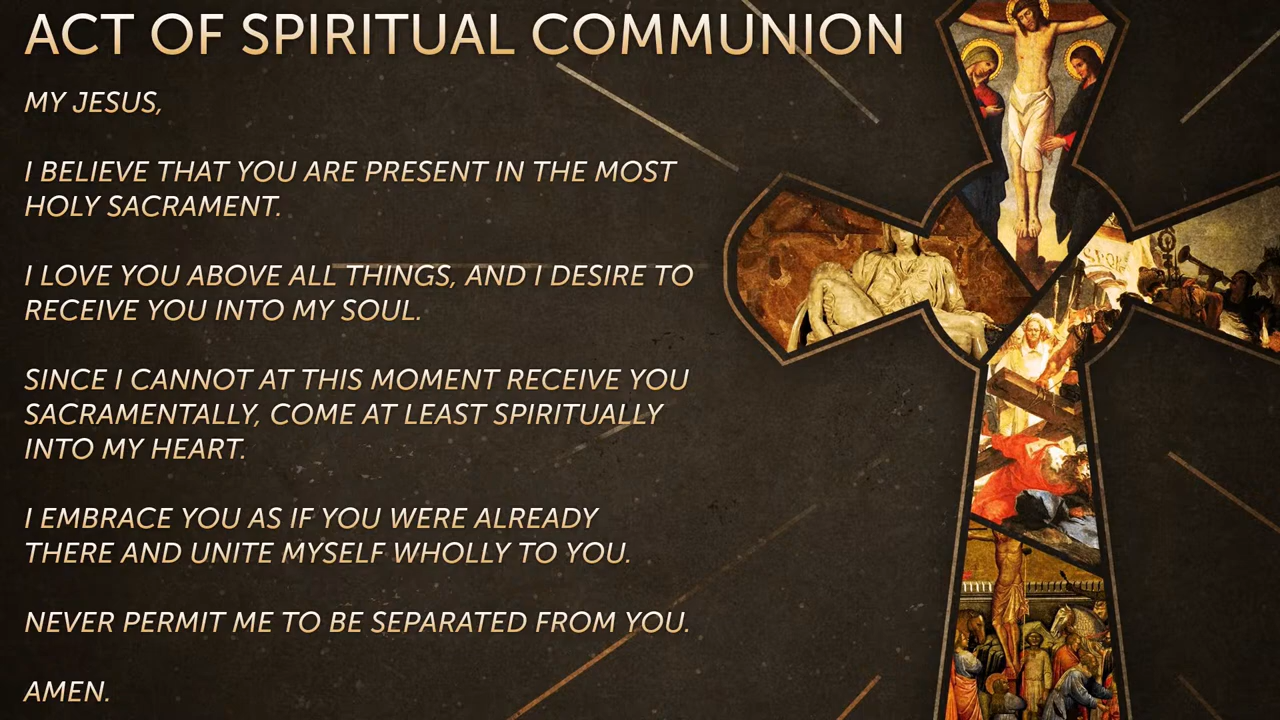 ACT OF SPIRITUAL COMMUNION
MY JESUS,
I BELIEVE THAT YOU ARE PRESENT IN THE MOST
HOLY SACRAMENT.
I LOVE YOU ABOVE ALL THINGS, AND I DESIRE TO
RECEIVE YOU INTO MY SOUL.
SINCE I CANNOT AT THIS MOMENT RECEIVE YOU
SACRAMENTALLY, COME AT LEAST SPIRITUALLY
INTO MY HEART.
I EMBRACE YOU AS IF YOU WERE ALREADY
THERE AND UNITE MYSELF WHOLLY TO YOU.
NEVER PERMIT ME TO BE SEPARATED FROM YOU.
AMEN.